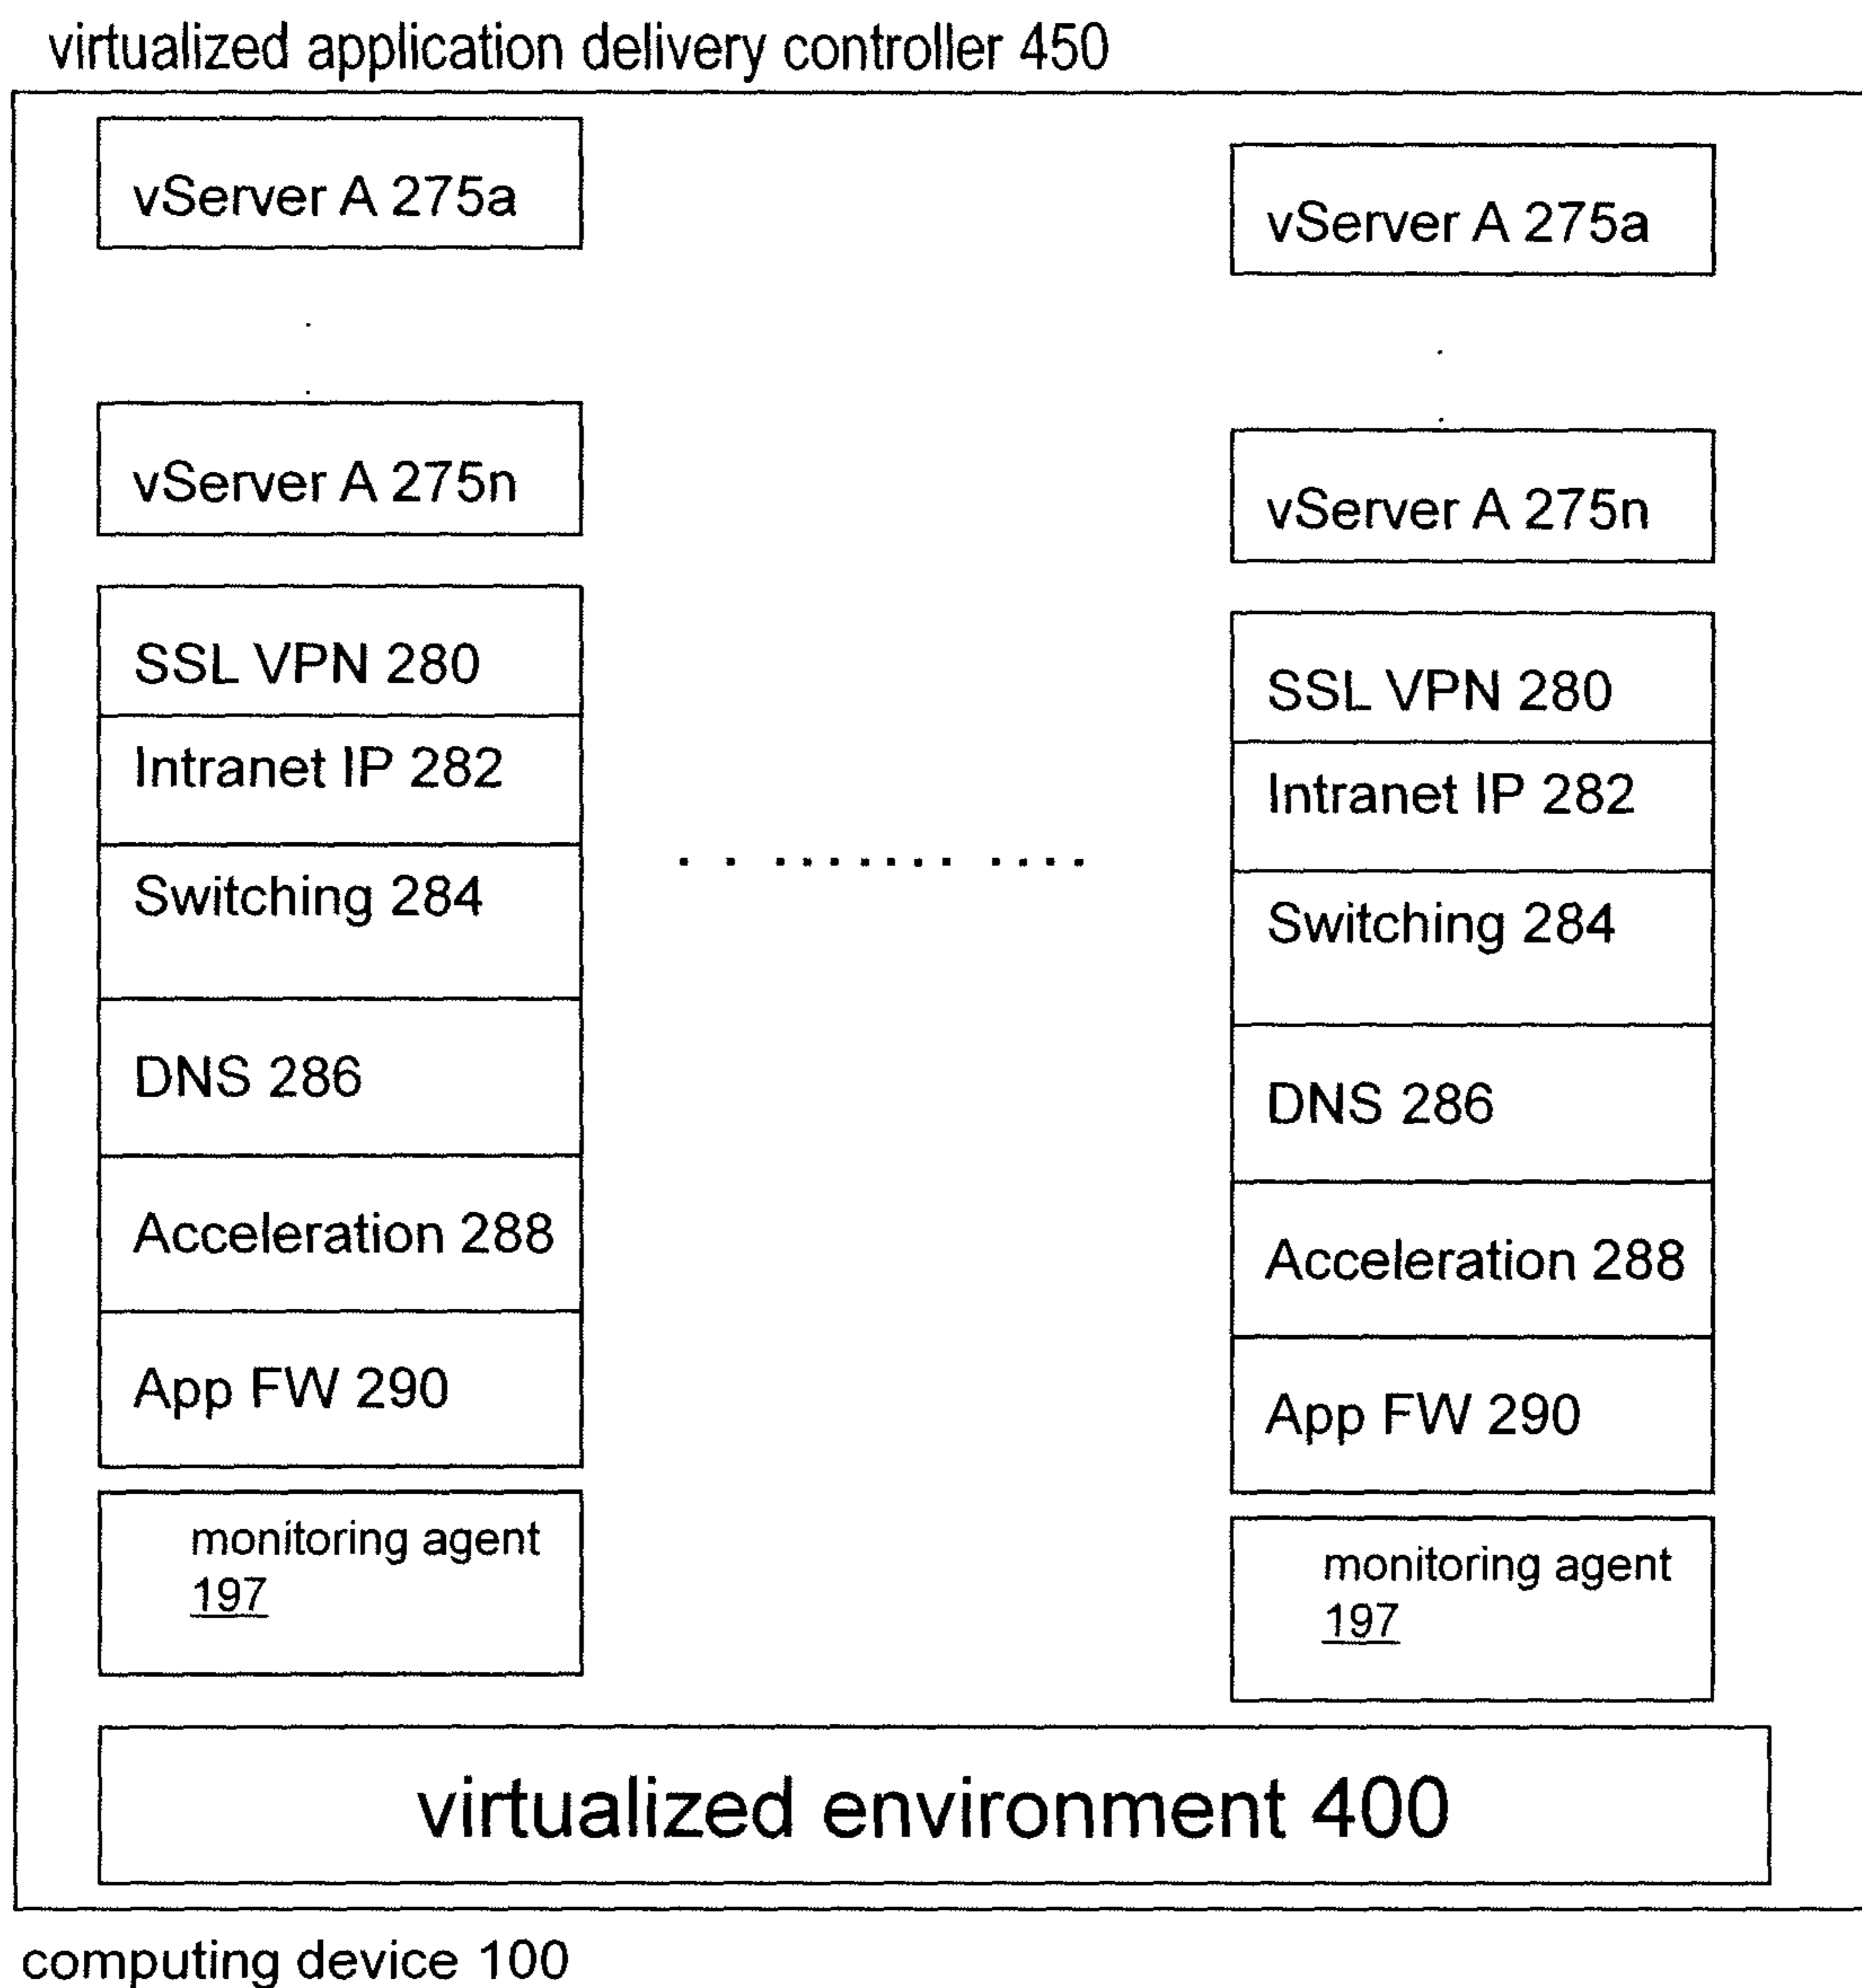 virtualized application delivery controller 450
vServer A 275a
vServer A 275n
SSL VPN 280
Intranet IP 282
Switching 284
DNS 286
Acceleration 288
App FW 290
monitoring agent
197
vServer A 275a
vServer A 275n
SSL VPN 280
Intranet IP 282
Switching 284
DNS 286
Acceleration 288
App FW 290
monitoring agent
197
virtualized environment 400
computing device 100